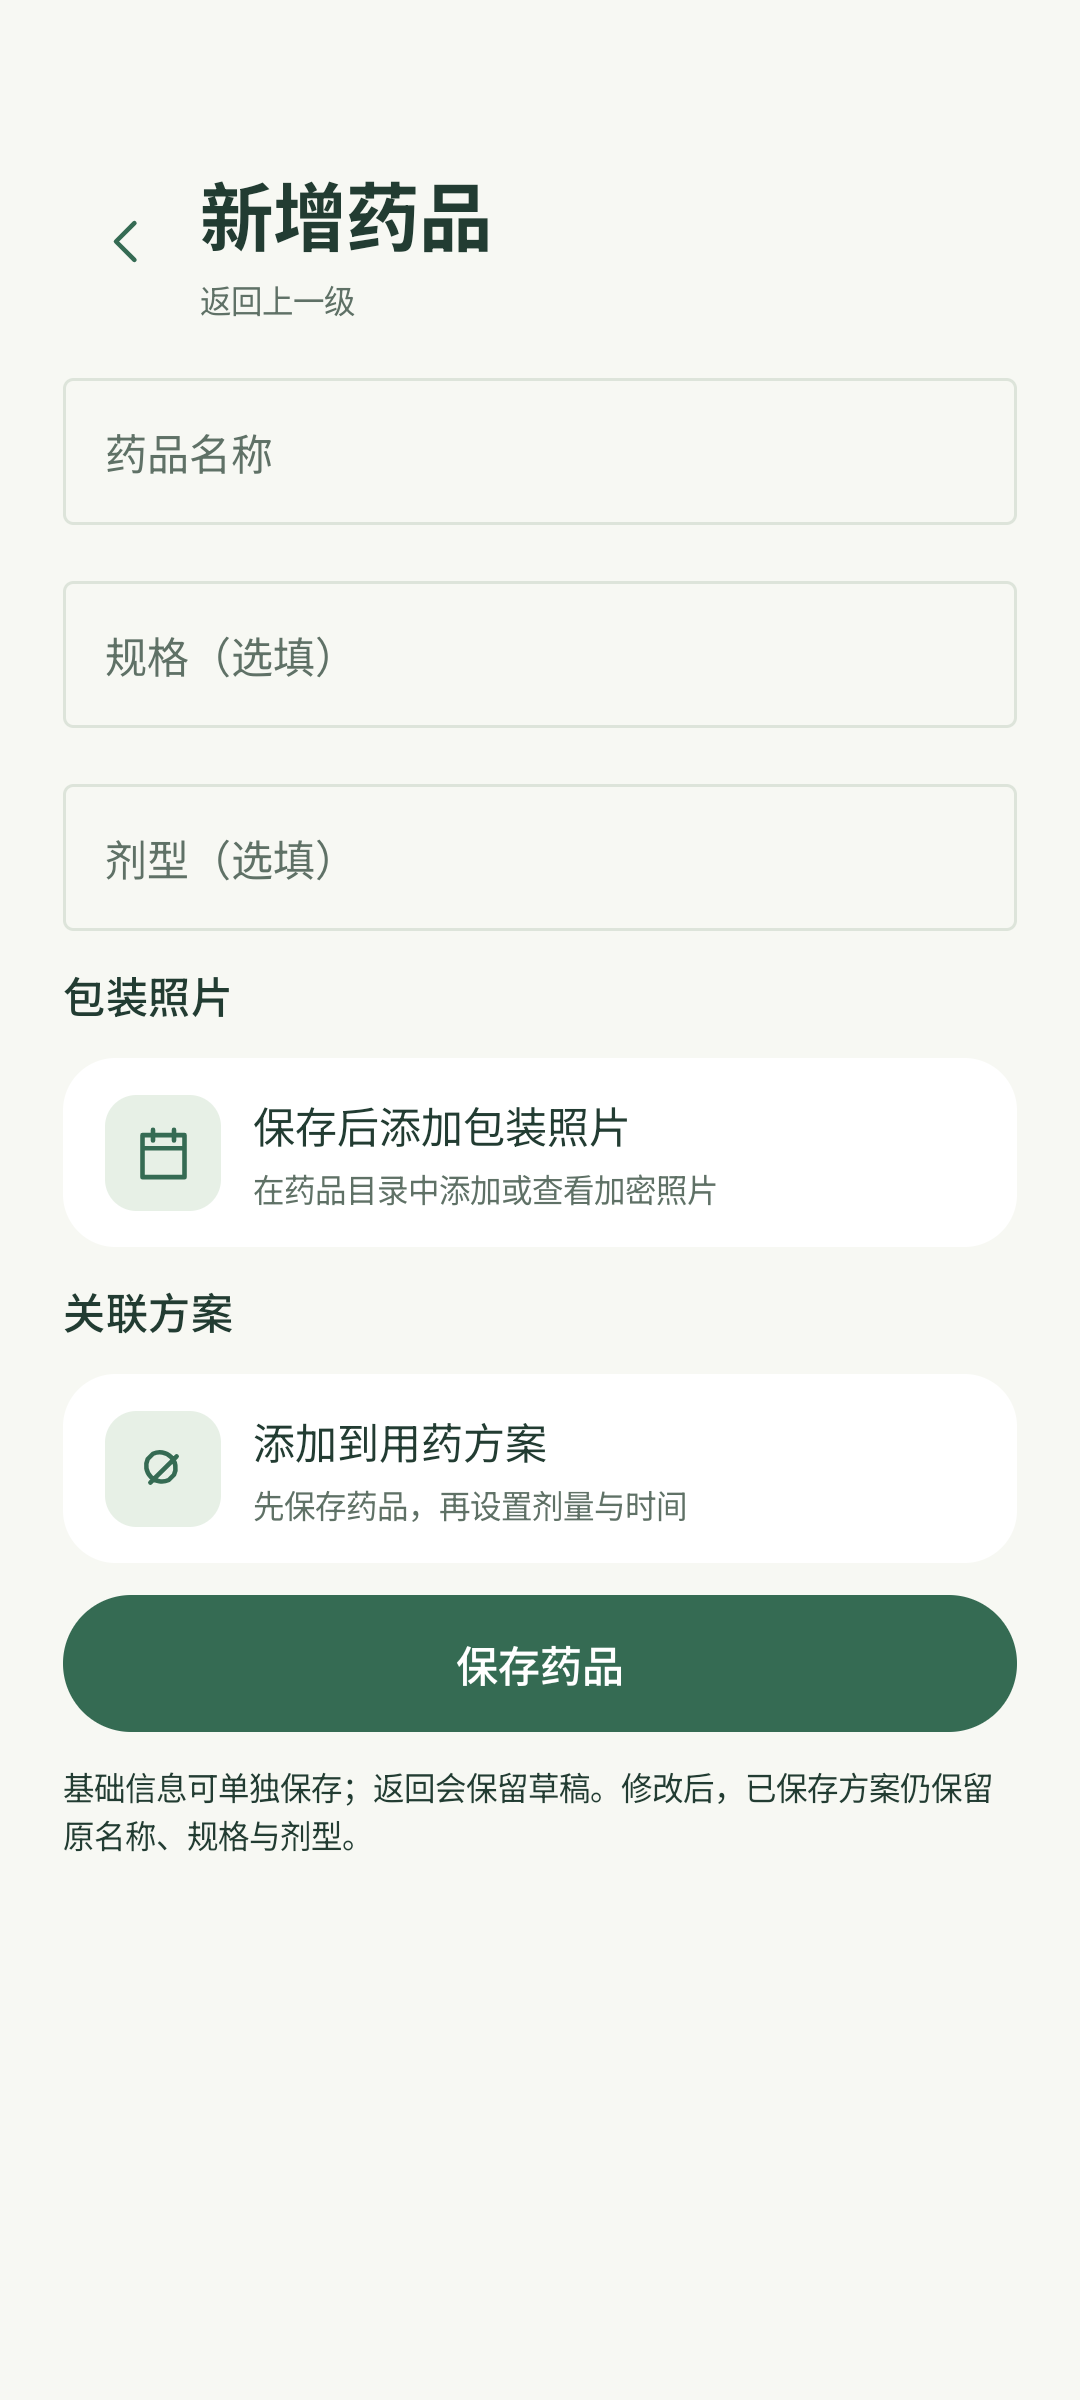 新增药品
返回上一级
药品名称
规格（选填）
剂型（选填）
包装照片
保存后添加包装照片
在药品目录中添加或查看加密照片
关联方案
添加到用药方案
先保存药品，再设置剂量与时间
保存药品
基础信息可单独保存；返回会保留草稿。修改后，已保存方案仍保留
原名称、规格与剂型。